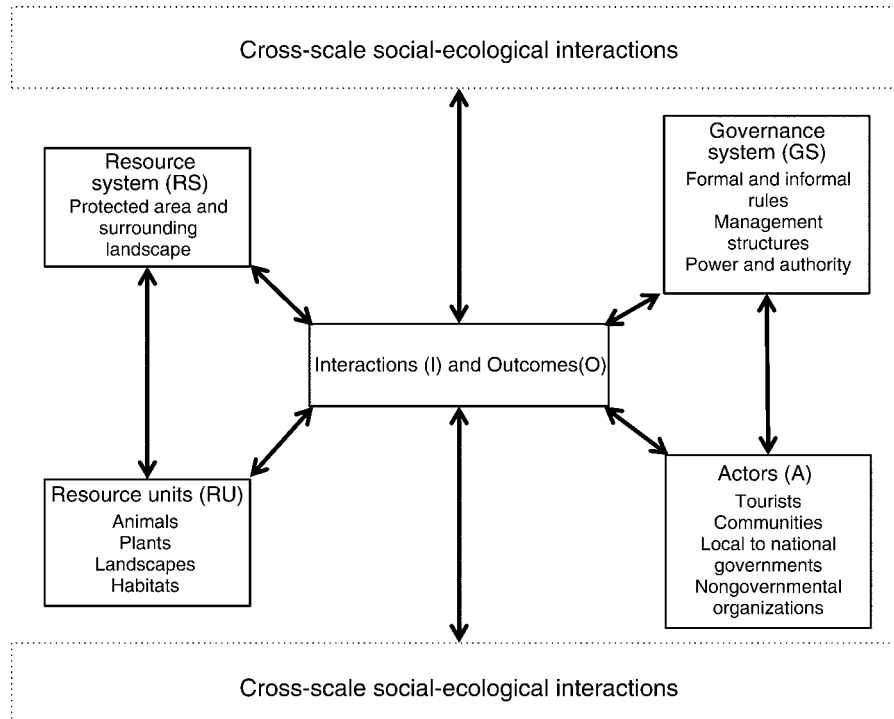 Cross-scale social-ecological interactions
Resource
system (RS)
Protected area and
surrounding
landscape
Governance
system (GS)
Formal and informal
rules
Management
structures
Power and authority
Interactions (I) and Outcomes(O)
Resource units (RU)
Animals
Plants
Landscapes
Habitats
Actors (A)
Tourists
Communities
Local to national
governments
Nongovernmental
organizations
Cross-scale social-ecological interactions